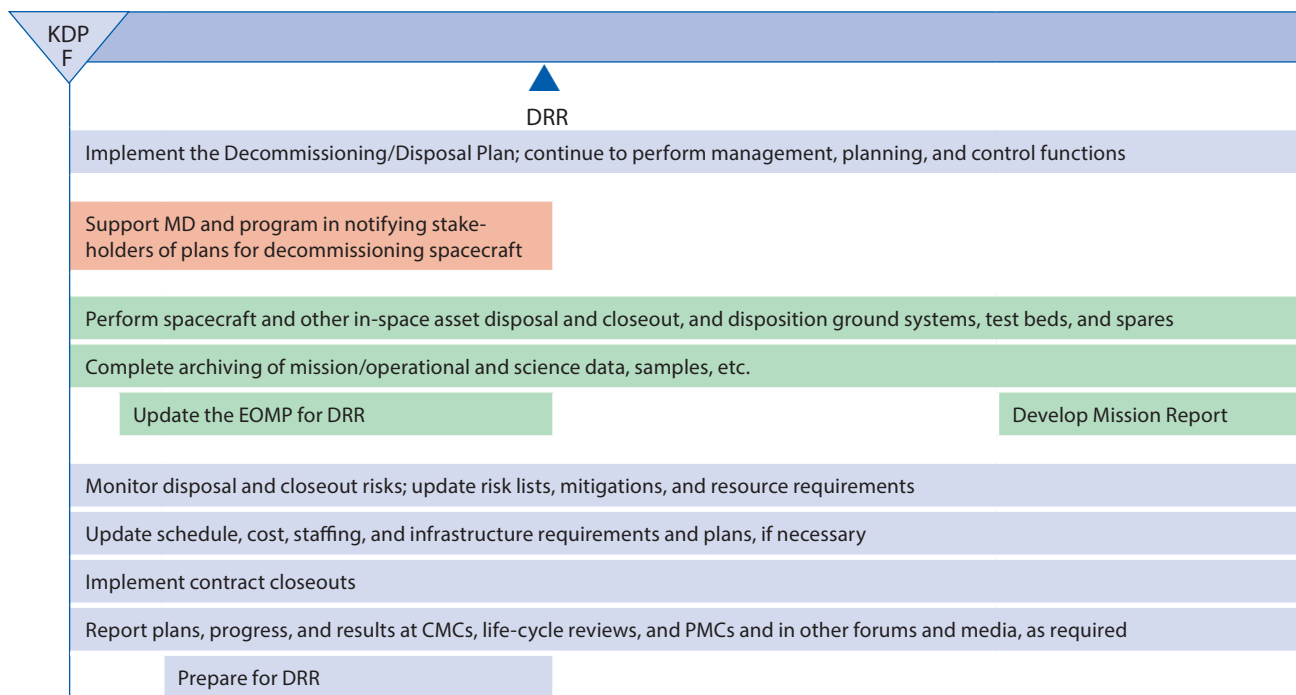 KDP
F
DRR
Implement the Decommissioning/Disposal Plan; continue to perform management, planning, and control functions
Support MD and program in notifying stake-
holders of plans for decommissioning spacecraft
Perform spacecraft and other in-space asset disposal and closeout, and disposition ground systems, test beds, and spares
Complete archiving of mission/operational and science data, samples, etc.
Update the EOMP for DRR
Develop Mission Report
Monitor disposal and closeout risks; update risk lists, mitigations, and resource requirements
Update schedule, cost, staffing, and infrastructure requirements and plans, if necessary
Implement contract closeouts
Report plans, progress, and results at CMCs, life-cycle reviews, and PMCs and in other forums and media, as required
Prepare for DRR